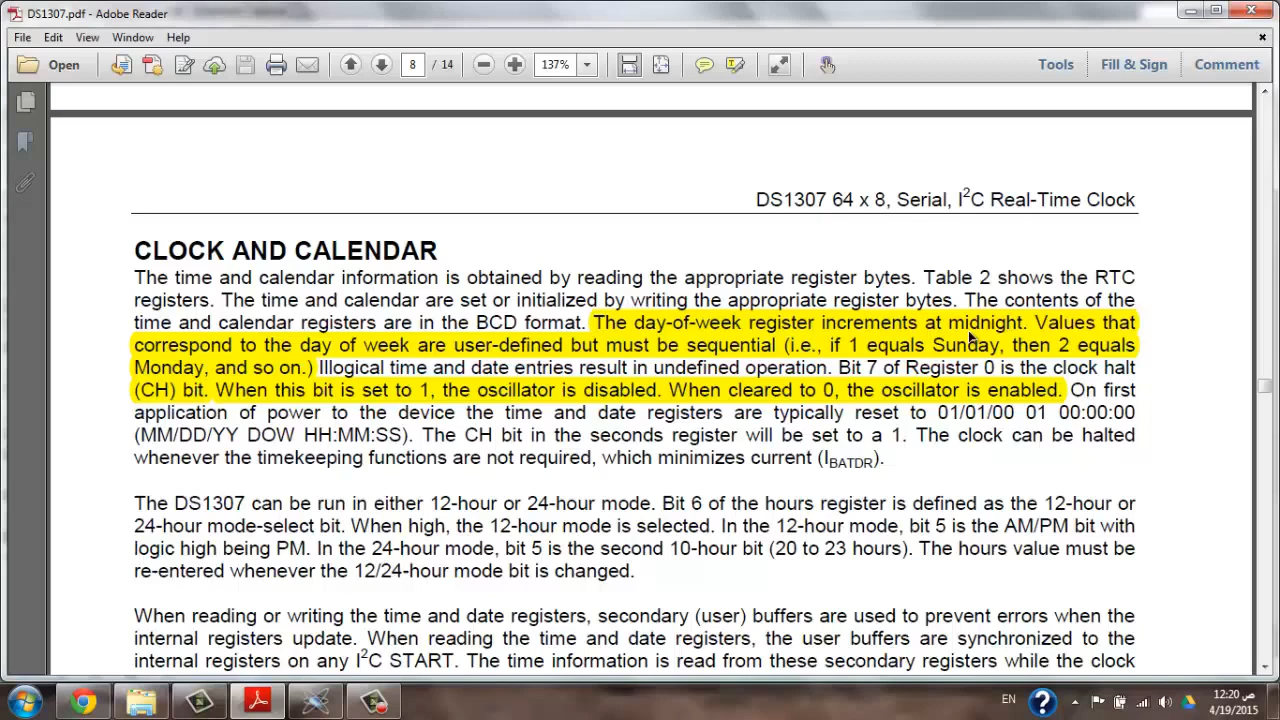 DS1307.pdf - Adobe Reader
File Edit View Window Help
Open 8 / 14 137% Tools Fill & Sign Comment
DS1307 64 x 8, Serial, I²C Real-Time Clock
CLOCK AND CALENDAR
The time and calendar information is obtained by reading the appropriate register bytes. Table 2 shows the RTC
registers. The time and calendar are set or initialized by writing the appropriate register bytes. The contents of the
time and calendar registers are in the BCD format. The day-of-week register increments at midnight. Values that
correspond to the day of week are user-defined but must be sequential (i.e., if 1 equals Sunday, then 2 equals
Monday, and so on.) Illogical time and date entries result in undefined operation. Bit 7 of Register 0 is the clock halt
(CH) bit. When this bit is set to 1, the oscillator is disabled. When cleared to 0, the oscillator is enabled. On first
application of power to the device the time and date registers are typically reset to 01/01/00 01 00:00:00
(MM/DD/YY DOW HH:MM:SS). The CH bit in the seconds register will be set to a 1. The clock can be halted
whenever the timekeeping functions are not required, which minimizes current (IBATDR).
The DS1307 can be run in either 12-hour or 24-hour mode. Bit 6 of the hours register is defined as the 12-hour or
24-hour mode-select bit. When high, the 12-hour mode is selected. In the 12-hour mode, bit 5 is the AM/PM bit with
logic high being PM. In the 24-hour mode, bit 5 is the second 10-hour bit (20 to 23 hours). The hours value must be
re-entered whenever the 12/24-hour mode bit is changed.
When reading or writing the time and date registers, secondary (user) buffers are used to prevent errors when the
internal registers update. When reading the time and date registers, the user buffers are synchronized to the
internal registers on any I²C START. The time information is read from these secondary registers while the clock
EN
12:20 ص
4/19/2015